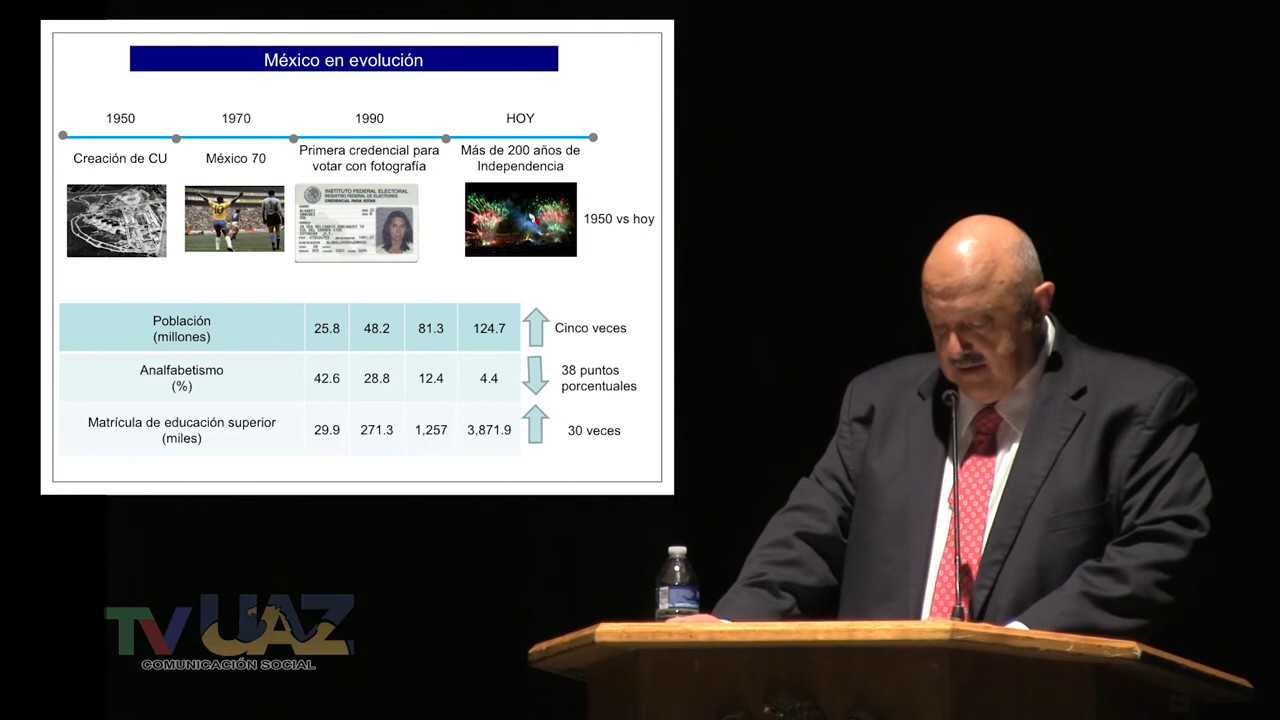 México en evolución
1950
1970
1990
HOY
Creación de CU
México 70
Primera credencial para
votar con fotografía
Más de 200 años de
Independencia
INSTITUTO FEDERAL ELECTORAL
REGISTRO FEDERAL DE ELECTORES
CREDENCIAL PARA VOTAR
1950 vs hoy
Población
(millones)
25.8 48.2 81.3 124.7
Cinco veces
Analfabetismo
(%)
42.6 28.8 12.4 4.4
38 puntos
porcentuales
Matrícula de educación superior
(miles)
29.9 271.3 1,257 3,871.9
30 veces
TV UAZ
COMUNICACIÓN SOCIAL